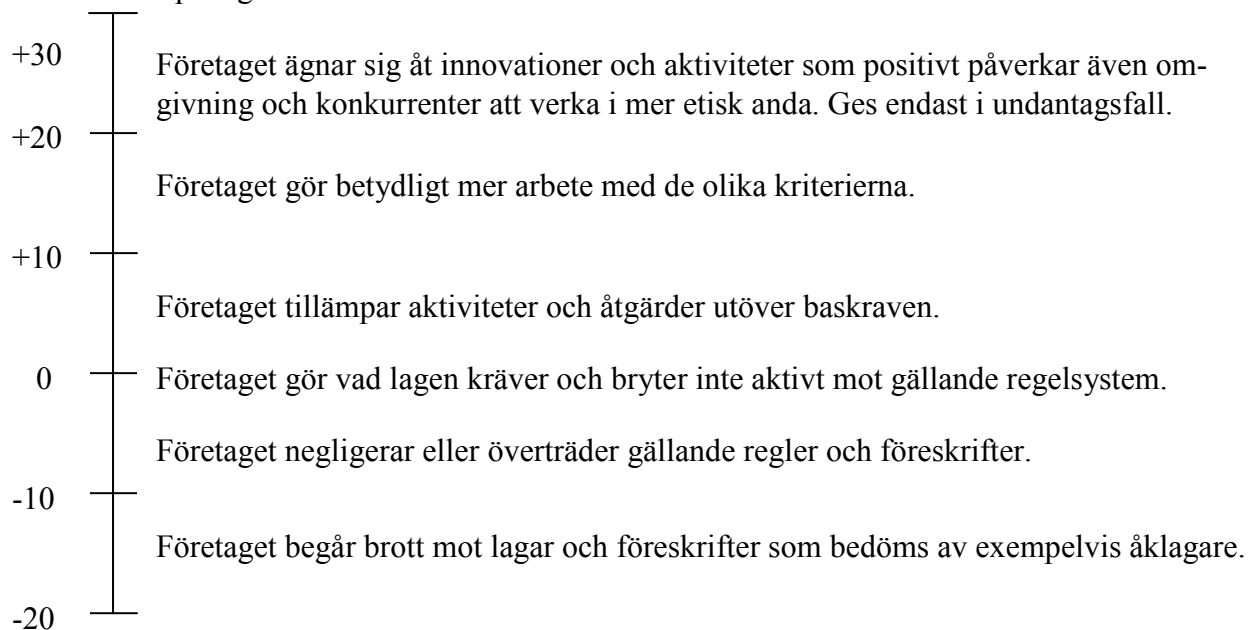 +30
Företaget ägnar sig åt innovationer och aktiviteter som positivt påverkar även om-
givning och konkurrenter att verka i mer etisk anda. Ges endast i undantagsfall.
+20
Företaget gör betydligt mer arbete med de olika kriterierna.
+10
Företaget tillämpar aktiviteter och åtgärder utöver baskraven.
0 Företaget gör vad lagen kräver och bryter inte aktivt mot gällande regelsystem.
Företaget negligerar eller överträder gällande regler och föreskrifter.
-10
Företaget begår brott mot lagar och föreskrifter som bedöms av exempelvis åklagare.
-20